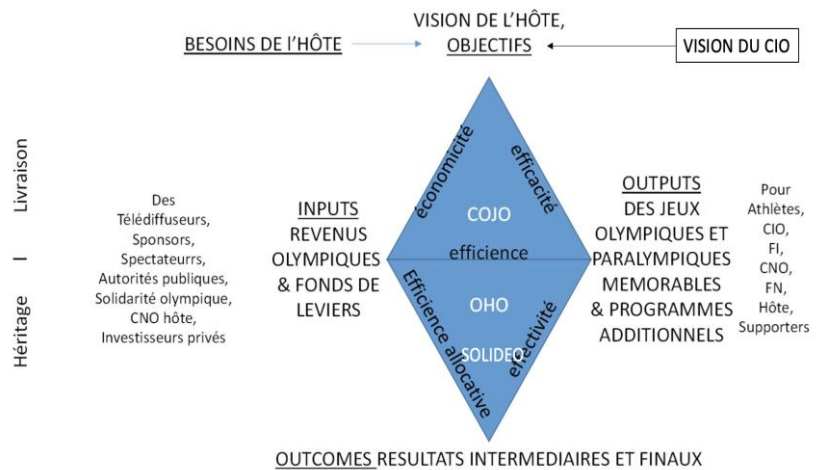 VISION DE L’HÔTE,
BESOINS DE l’HÔTE
OBJECTIFS
VISION DU CIO
Livraison
I
Héritage
Des
Télédiffuseurs,
Sponsors,
Spectateurrs,
Autorités publiques,
Solidarité olympique,
CNO hôte,
Investisseurs privés
INPUTS
REVENUS
OLYMPIQUES
& FONDS DE
LEVIERS
économicité
efficacité
COJO
efficience
OHO
SOLIDEO
Efficience allocative
effectivité
OUTPUTS
DES JEUX
OLYMPIQUES ET
PARALYMPIQUES
MEMORABLES
& PROGRAMMES
ADDITIONNELS
Pour
Athlètes,
CIO,
FI,
CNO,
FN,
Hôte,
Supporters
OUTCOMES RESULTATS INTERMEDIAIRES ET FINAUX